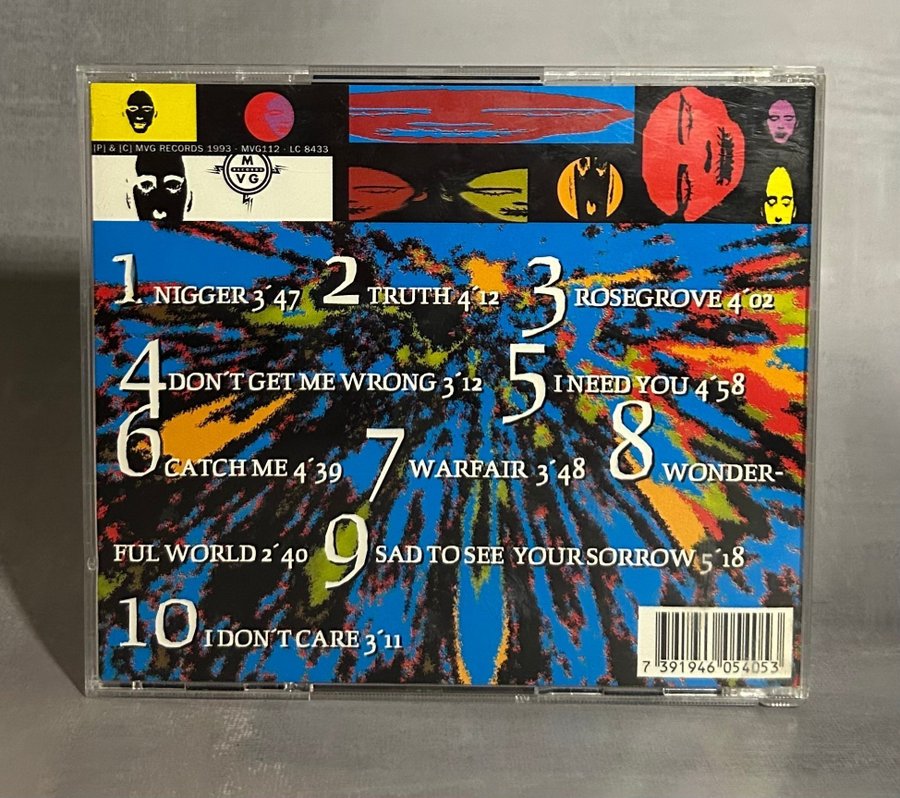 [P] & [C] MVG RECORDS 1993 · MVG112 · LC 8433
M
RECORDS
VG
1 NIGGER 3´47 2 TRUTH 4´12 3 ROSEGROVE 4´02
4 DON´T GET ME WRONG 3´12 5 I NEED YOU 4´58
6 CATCH ME 4´39 7 WARFAIR 3´48 8 WONDER-
FUL WORLD 2´40 9 SAD TO SEE YOUR SORROW 5´18
10 I DON´T CARE 3´11
7 391946 054053